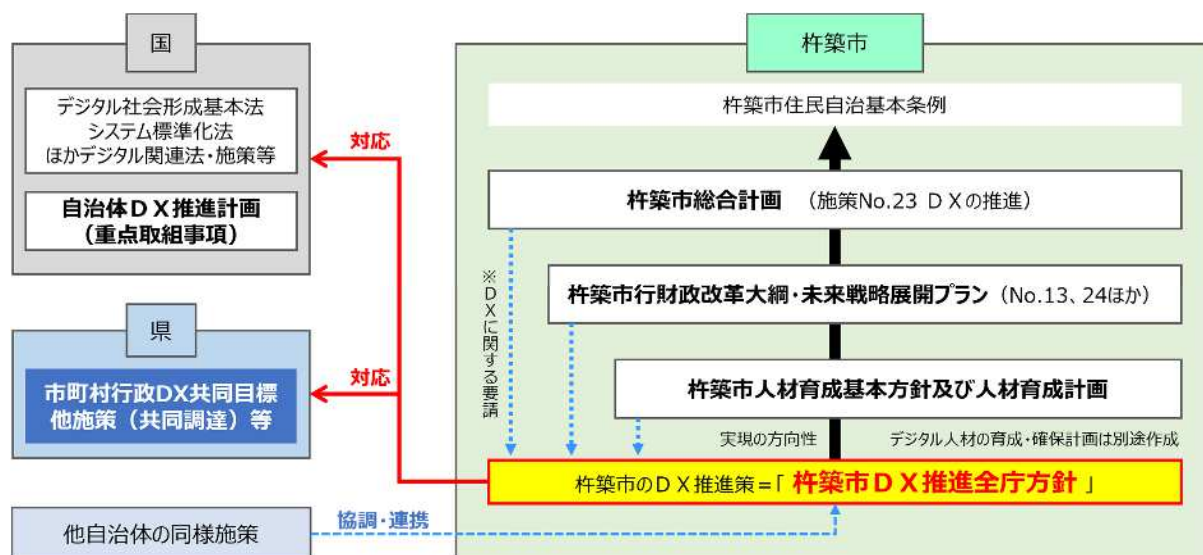 国
デジタル社会形成基本法
システム標準化法
ほかデジタル関連法・施策等
自治体DX推進計画
(重点取組事項)
対応
県
市町村行政DX共同目標
他施策(共同調達)等
対応
他自治体の同様施策
協調・連携
杵築市
杵築市住民自治基本条例
杵築市総合計画 (施策No.23 DXの推進)
※DXに関する要請
杵築市行財政改革大綱・未来戦略展開プラン(No.13、24ほか)
杵築市人材育成基本方針及び人材育成計画
実現の方向性
デジタル人材の育成・確保計画は別途作成
杵築市のDX推進策=「 杵築市DX推進全庁方針 」